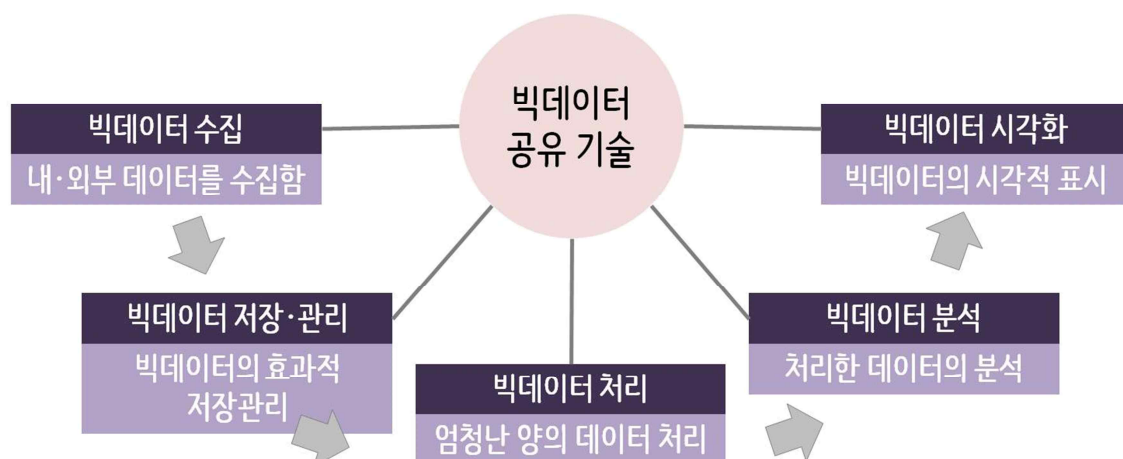 빅데이터
공유 기술
빅데이터 수집
내·외부 데이터를 수집함
빅데이터 저장·관리
빅데이터의 효과적
저장관리
빅데이터 처리
엄청난 양의 데이터 처리
빅데이터 분석
처리한 데이터의 분석
빅데이터 시각화
빅데이터의 시각적 표시